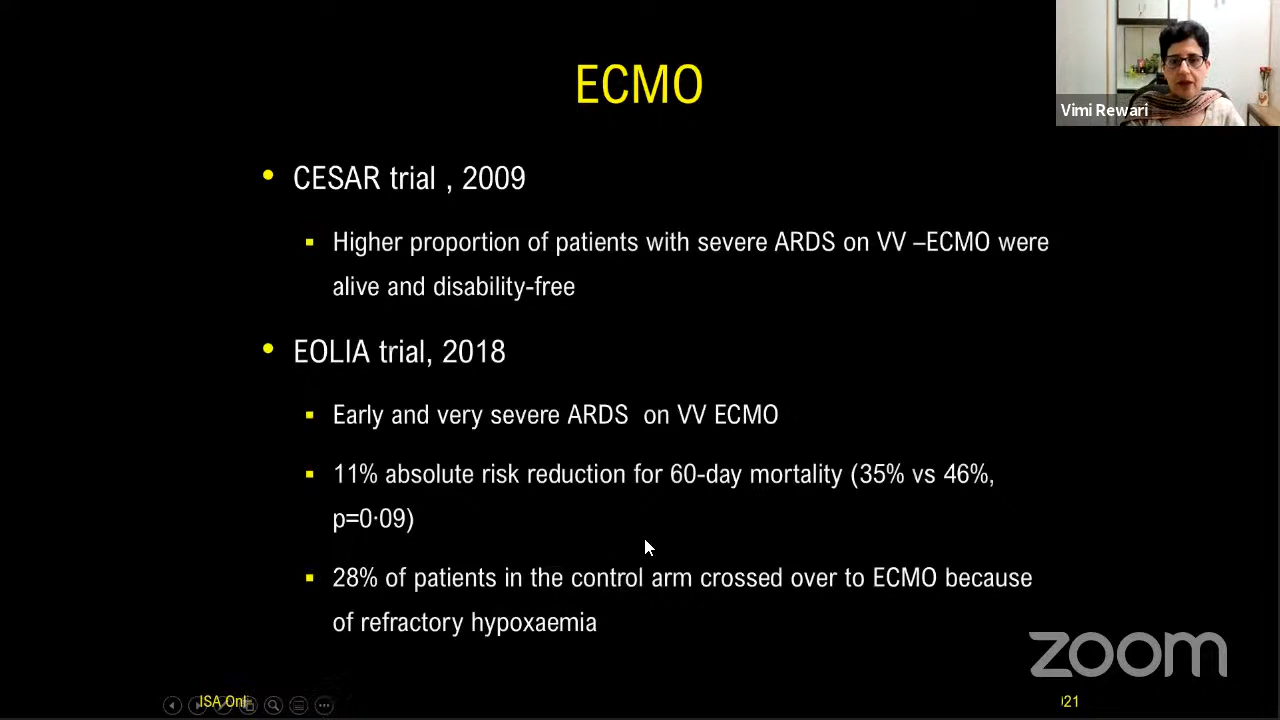 ECMO
Vimi Rewari
• CESAR trial , 2009
▪ Higher proportion of patients with severe ARDS on VV –ECMO were
alive and disability-free
• EOLIA trial, 2018
▪ Early and very severe ARDS on VV ECMO
▪ 11% absolute risk reduction for 60-day mortality (35% vs 46%,
p=0·09)
▪ 28% of patients in the control arm crossed over to ECMO because
of refractory hypoxaemia
zoom
ISA